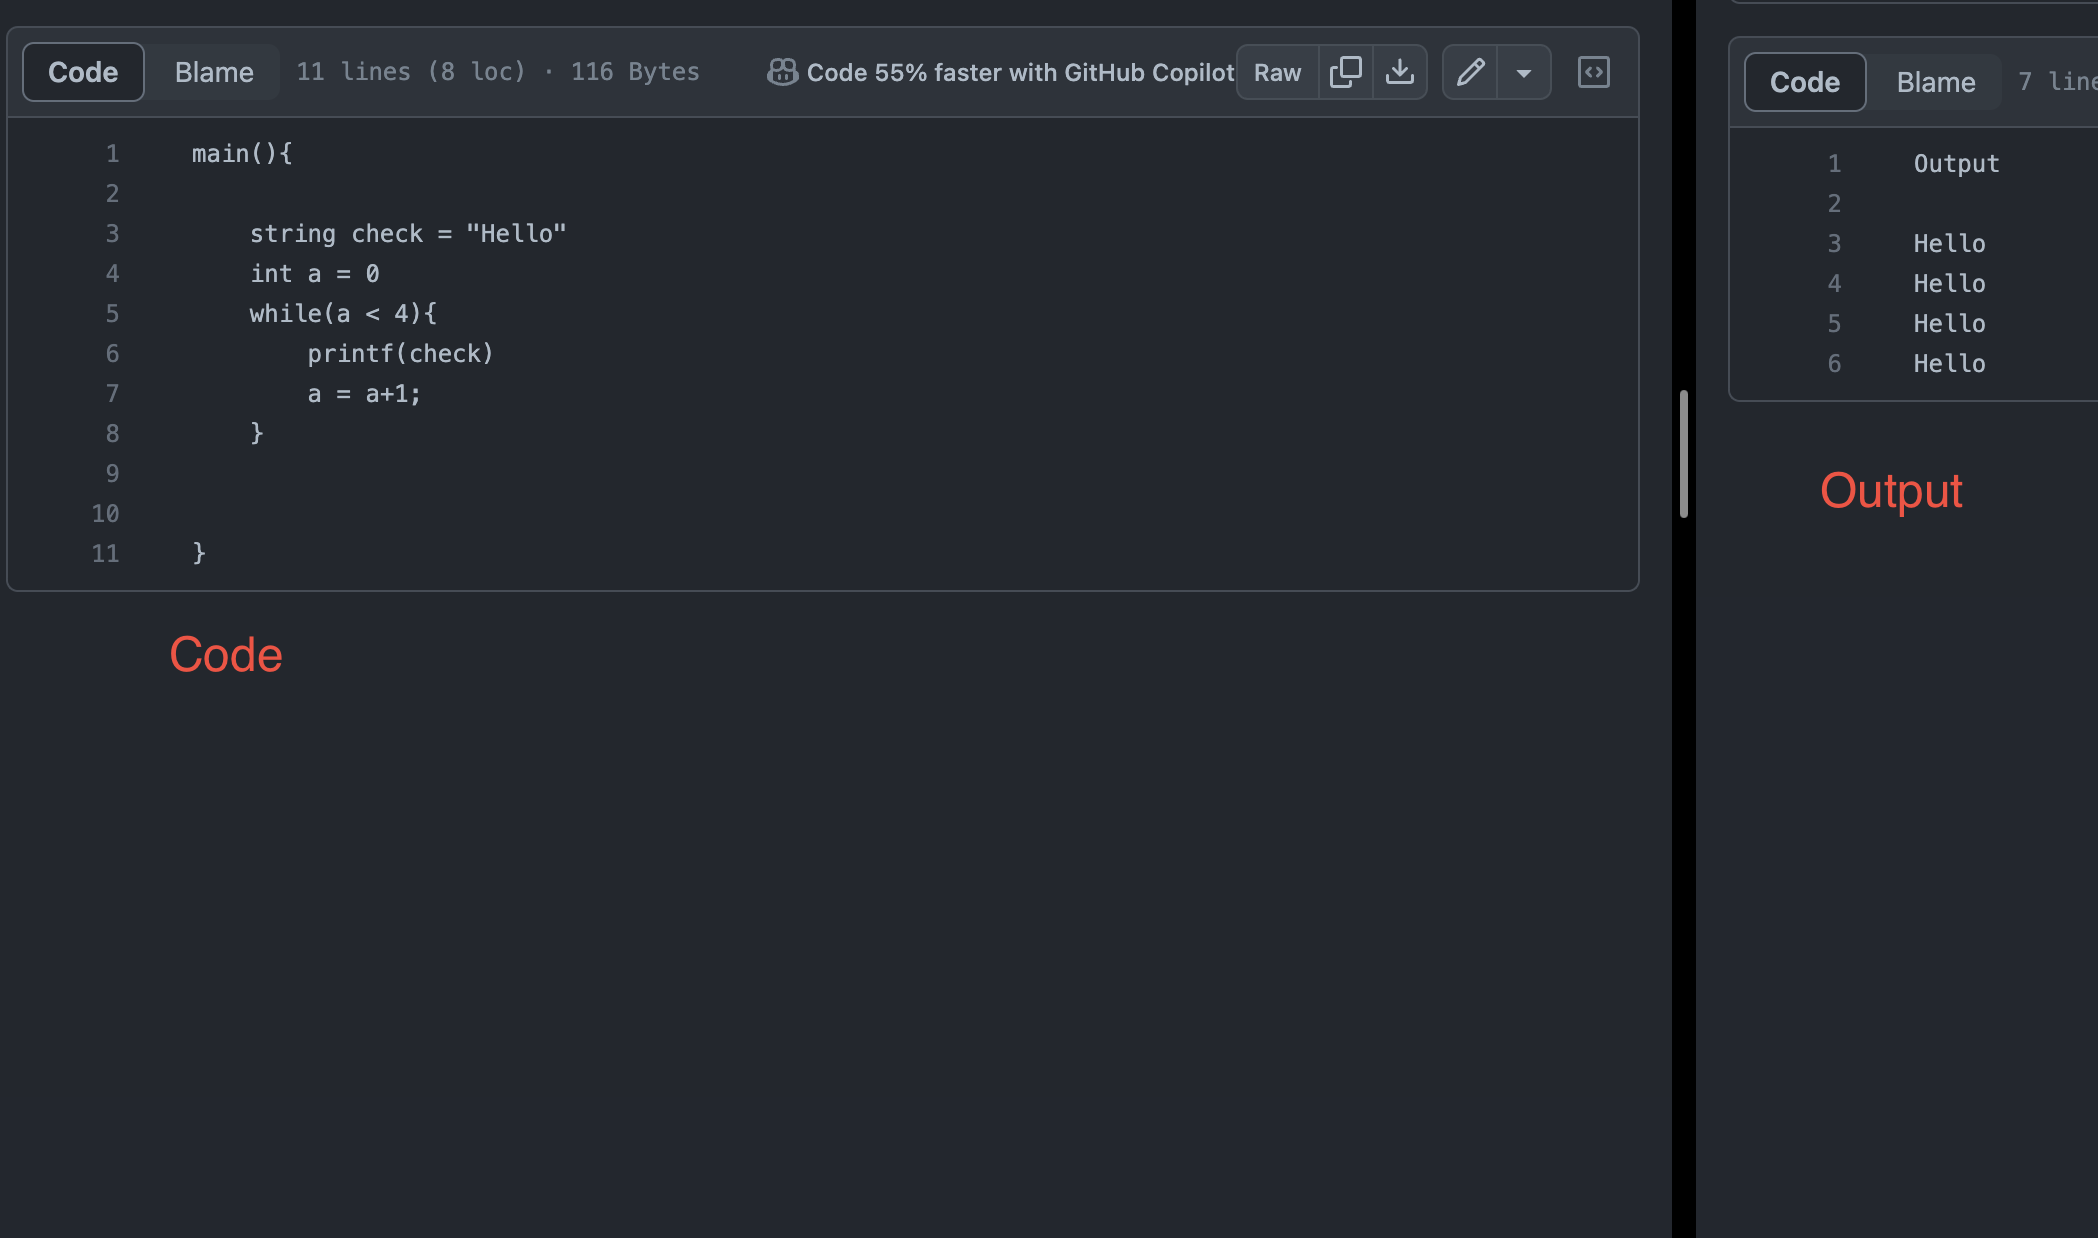 Code Blame 11 lines (8 loc) · 116 Bytes Code 55% faster with GitHub Copilot Raw
1 main(){
2
3 string check = "Hello"
4 int a = 0
5 while(a < 4){
6 printf(check)
7 a = a+1;
8 }
9
10
11 }
Code
Code Blame 7 line
1 Output
2
3 Hello
4 Hello
5 Hello
6 Hello
Output